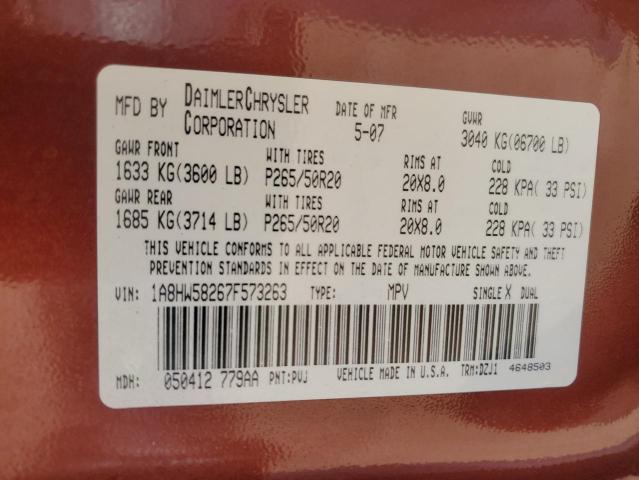 MFD BY DAIMLERCHRYSLER CORPORATION DATE OF MFR 5-07 GVWR 3040 KG(06700 LB)
GAWR FRONT WITH TIRES RIMS AT COLD
1633 KG(3600 LB) P265/50R20 20X8.0 228 KPA( 33 PSI)
GAWR REAR WITH TIRES RIMS AT COLD
1685 KG(3714 LB) P265/50R20 20X8.0 228 KPA( 33 PSI)
THIS VEHICLE CONFORMS TO ALL APPLICABLE FEDERAL MOTOR VEHICLE SAFETY AND THEFT
PREVENTION STANDARDS IN EFFECT ON THE DATE OF MANUFACTURE SHOWN ABOVE.
VIN: 1A8HW58267F573263 TYPE: MPV SINGLE X DUAL
MDH: 050412 779AA PNT:PVJ VEHICLE MADE IN U.S.A. TRM:DZJ1 4648503